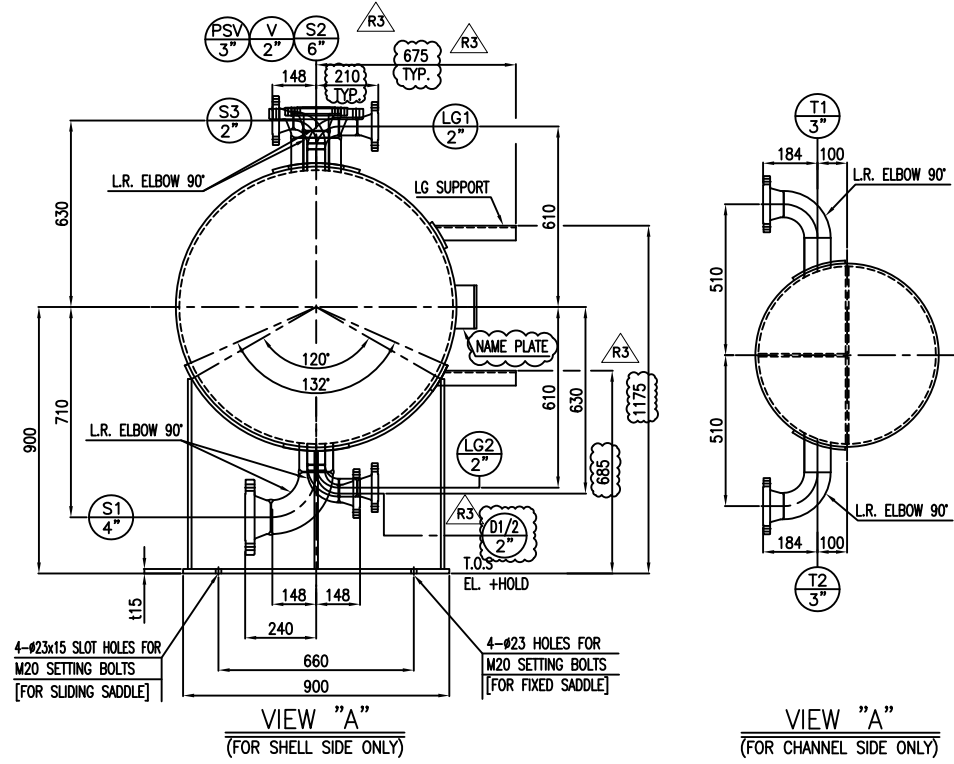 PSV
3"
V
2"
S2
6"
R3
R3
675
TYP.
148
210
TYP.
S3
2"
LG1
2"
L.R. ELBOW 90°
LG SUPPORT
630
610
NAME PLATE
R3
120°
132°
900
710
610
630
1175
685
L.R. ELBOW 90°
LG2
2"
S1
4"
R3
D1/2
2"
T.O.S
EL. +HOLD
t15
148
148
240
660
900
4-ø23x15 SLOT HOLES FOR
M20 SETTING BOLTS
[FOR SLIDING SADDLE]
4-ø23 HOLES FOR
M20 SETTING BOLTS
[FOR FIXED SADDLE]
VIEW "A"
(FOR SHELL SIDE ONLY)
T1
3"
184
100
L.R. ELBOW 90°
510
510
L.R. ELBOW 90°
184
100
T2
3"
VIEW "A"
(FOR CHANNEL SIDE ONLY)